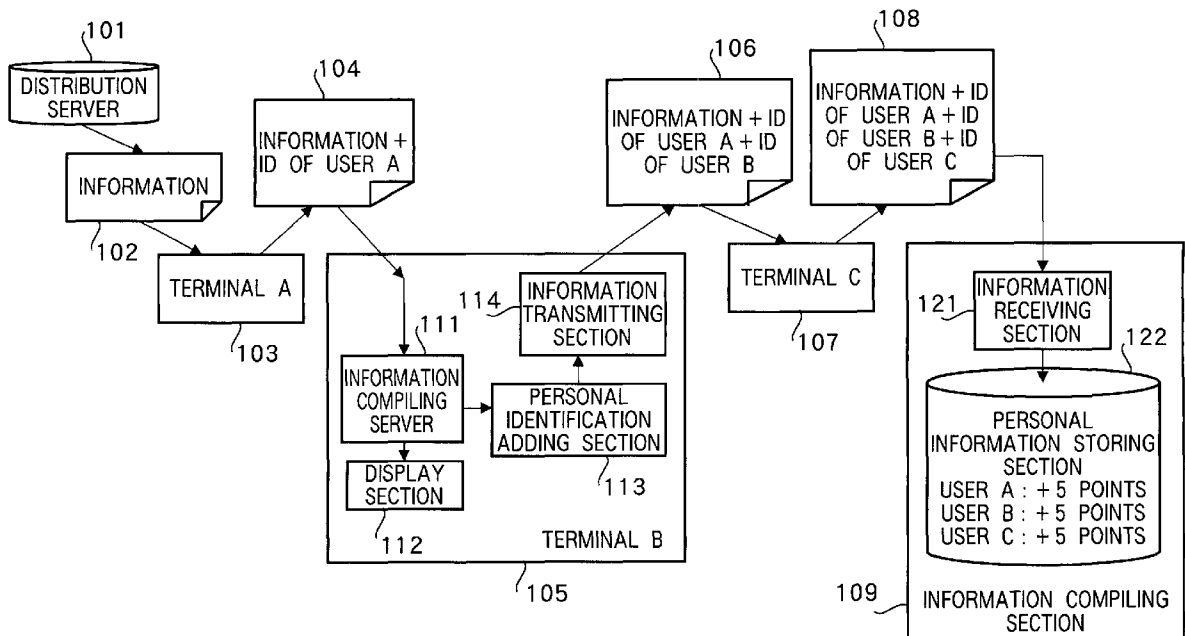 101
DISTRIBUTION
SERVER
INFORMATION
102
TERMINAL A
103
104
INFORMATION +
ID OF USER A
111
INFORMATION
COMPILING
SERVER
DISPLAY
SECTION
112
PERSONAL
IDENTIFICATION
ADDING SECTION
113
114
INFORMATION
TRANSMITTING
SECTION
TERMINAL B
105
106
INFORMATION + ID
OF USER A + ID
OF USER B
TERMINAL C
107
108
INFORMATION + ID
OF USER A + ID
OF USER B + ID
OF USER C
121
INFORMATION
RECEIVING
SECTION
122
PERSONAL
INFORMATION STORING
SECTION
USER A : +5 POINTS
USER B : +5 POINTS
USER C : +5 POINTS
109
INFORMATION COMPILING
SECTION